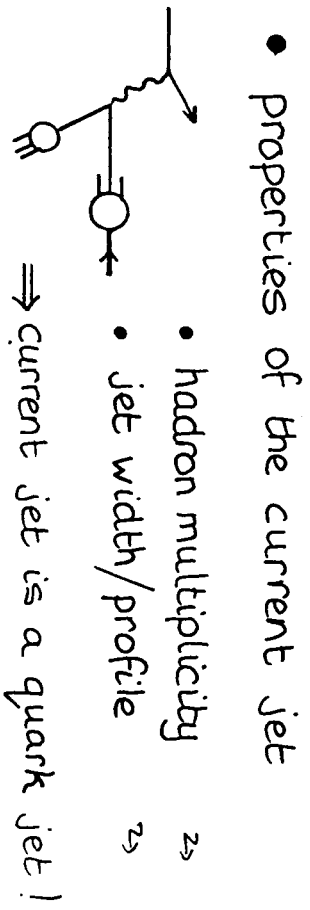 • properties of the current jet
• hadron multiplicity
• jet width/profile
⇒ current jet is a quark jet!